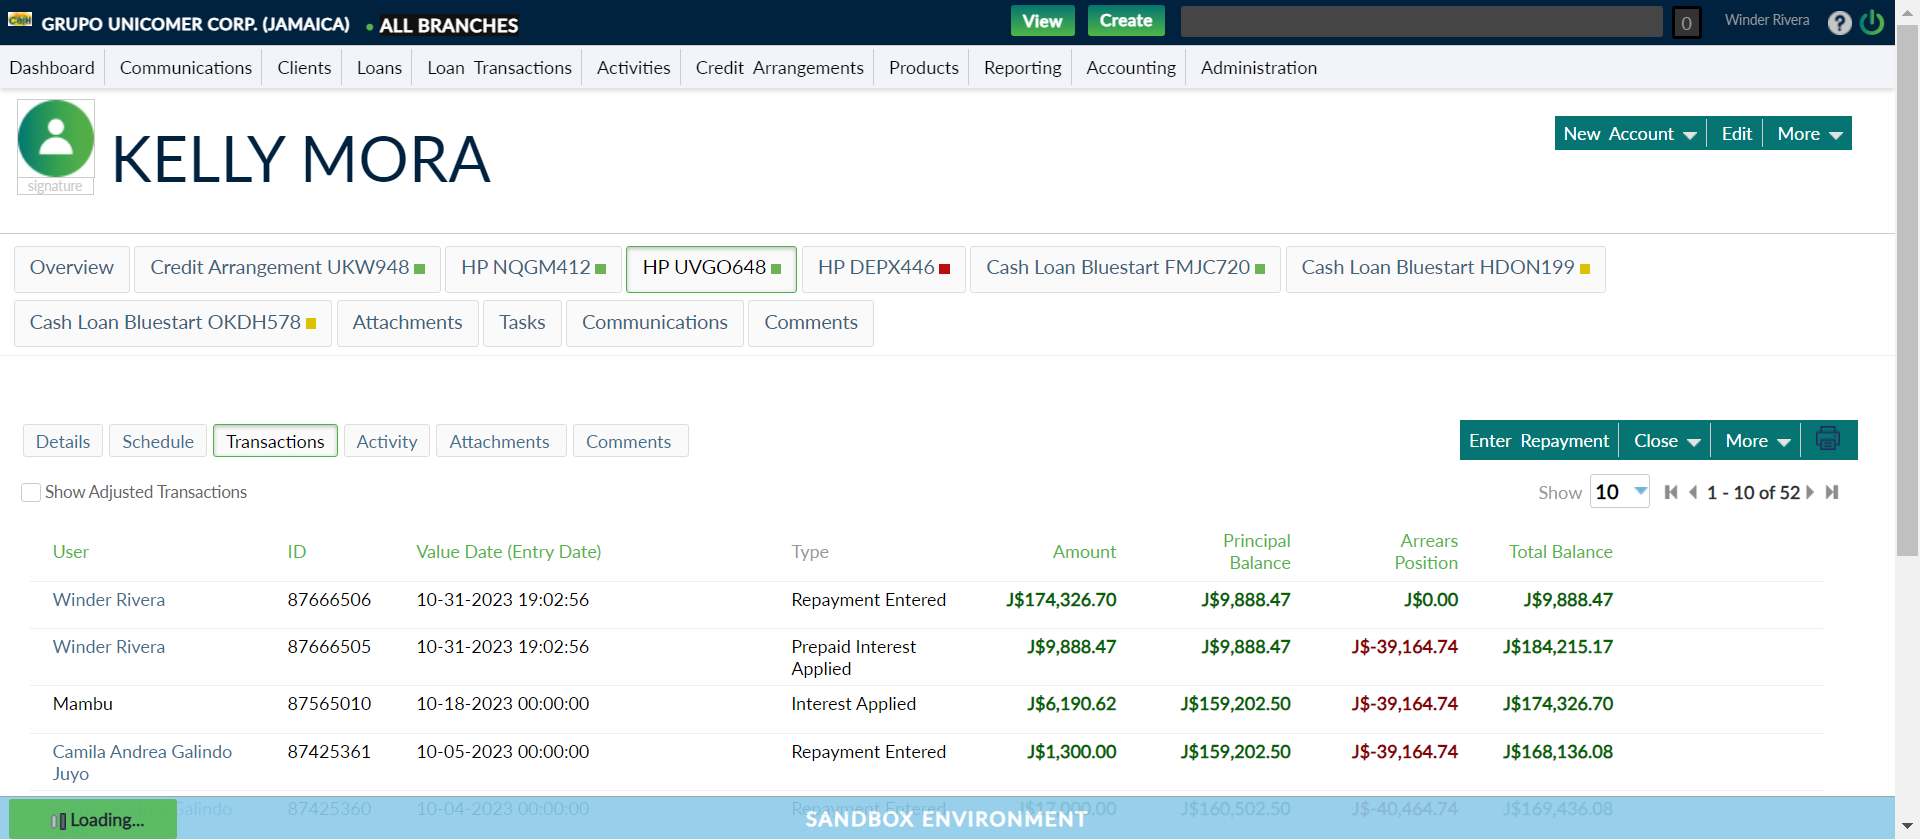 GRUPO UNICOMER CORP. (JAMAICA) • ALL BRANCHES View Create 0 Winder Rivera ?
Dashboard Communications Clients Loans Loan Transactions Activities Credit Arrangements Products Reporting Accounting Administration
signature
KELLY MORA
New Account Edit More
Overview Credit Arrangement UKW948 HP NQGM412 HP UVGO648 HP DEPX446 Cash Loan Bluestart FMJC720 Cash Loan Bluestart HDON199
Cash Loan Bluestart OKDH578 Attachments Tasks Communications Comments
Details Schedule Transactions Activity Attachments Comments Enter Repayment Close More
Show Adjusted Transactions Show 10 1 - 10 of 52
User ID Value Date (Entry Date) Type Amount Principal Balance Arrears Position Total Balance
Winder Rivera 87666506 10-31-2023 19:02:56 Repayment Entered J$174,326.70 J$9,888.47 J$0.00 J$9,888.47
Winder Rivera 87666505 10-31-2023 19:02:56 Prepaid Interest Applied J$9,888.47 J$9,888.47 J$-39,164.74 J$184,215.17
Mambu 87565010 10-18-2023 00:00:00 Interest Applied J$6,190.62 J$159,202.50 J$-39,164.74 J$174,326.70
Camila Andrea Galindo Juyo 87425361 10-05-2023 00:00:00 Repayment Entered J$1,300.00 J$159,202.50 J$-39,164.74 J$168,136.08
Galindo 87425360 10-04-2023 00:00:00 Repayment Entered J$17,000.00 J$160,502.50 J$-40,464.74 J$169,436.08
Loading... SANDBOX ENVIRONMENT